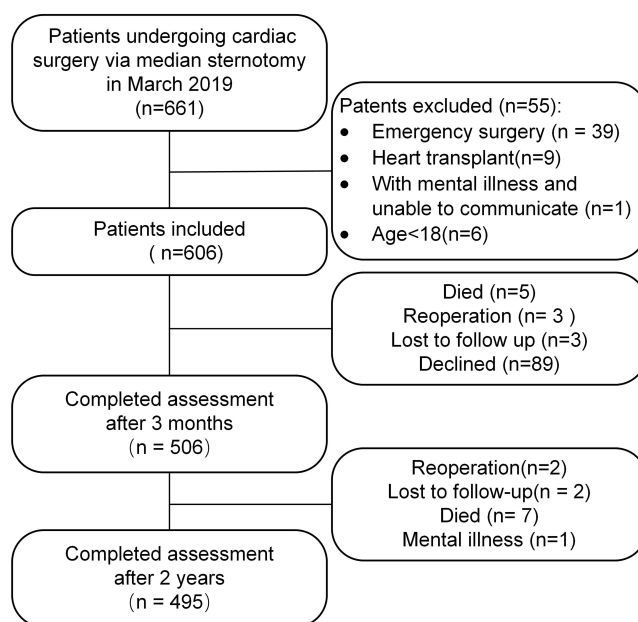 Patients undergoing cardiac
surgery via median sternotomy
in March 2019
(n=661)
Patents excluded (n=55):
● Emergency surgery (n = 39)
● Heart transplant(n=9)
● With mental illness and
unable to communicate (n=1)
● Age<18(n=6)
Patients included
( n=606)
Died (n=5)
Reoperation (n= 3 )
Lost to follow up (n=3)
Declined (n=89)
Completed assessment
after 3 months
(n = 506)
Reoperation(n=2)
Lost to follow-up(n = 2)
Died (n= 7)
Mental illness (n=1)
Completed assessment
after 2 years
(n = 495)